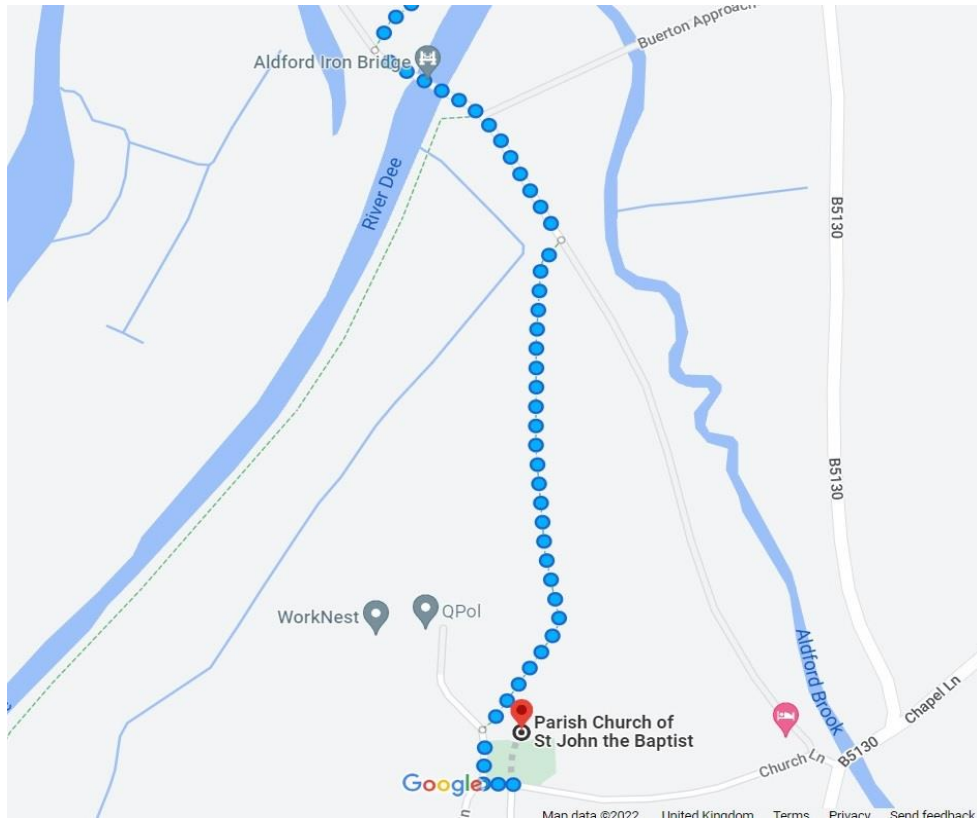 Buerton Approach
Aldford Iron Bridge
River Dee
B5130
B5130
WorkNest
QPol
Aldford Brook
Parish Church of
St John the Baptist
Chapel Ln
Church Ln
B5130
Google
n
Map data ©2022 United Kingdom Terms Privacy Send feedback